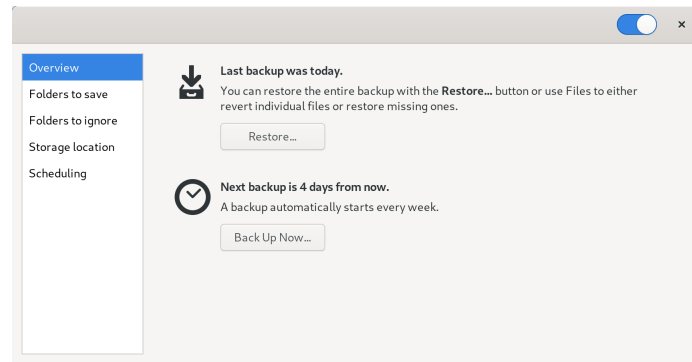 Overview
Folders to save
Folders to ignore
Storage location
Scheduling
Last backup was today.
You can restore the entire backup with the Restore... button or use Files to either
revert individual files or restore missing ones.
Restore...
Next backup is 4 days from now.
A backup automatically starts every week.
Back Up Now...